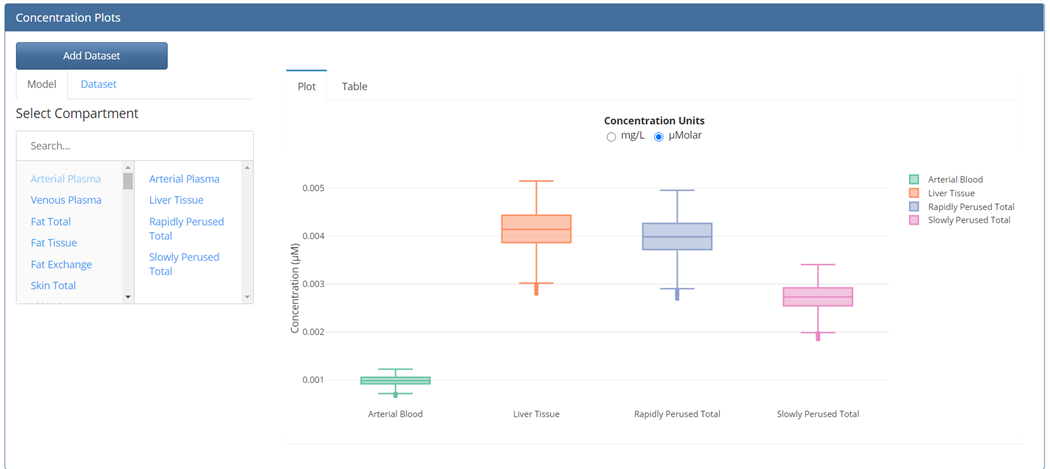 Concentration Plots
Add Dataset
Model
Dataset
Select Compartment
Search...
Arterial Plasma
Venous Plasma
Fat Total
Fat Tissue
Fat Exchange
Skin Total
Arterial Plasma
Liver Tissue
Rapidly Perused
Total
Slowly Perused
Total
Plot
Table
Concentration Units
mg/L
µMolar
Concentration (µM)
0.005
0.004
0.003
0.002
0.001
Arterial Blood
Liver Tissue
Rapidly Perused Total
Slowly Perused Total
Arterial Blood
Liver Tissue
Rapidly Perused Total
Slowly Perused Total